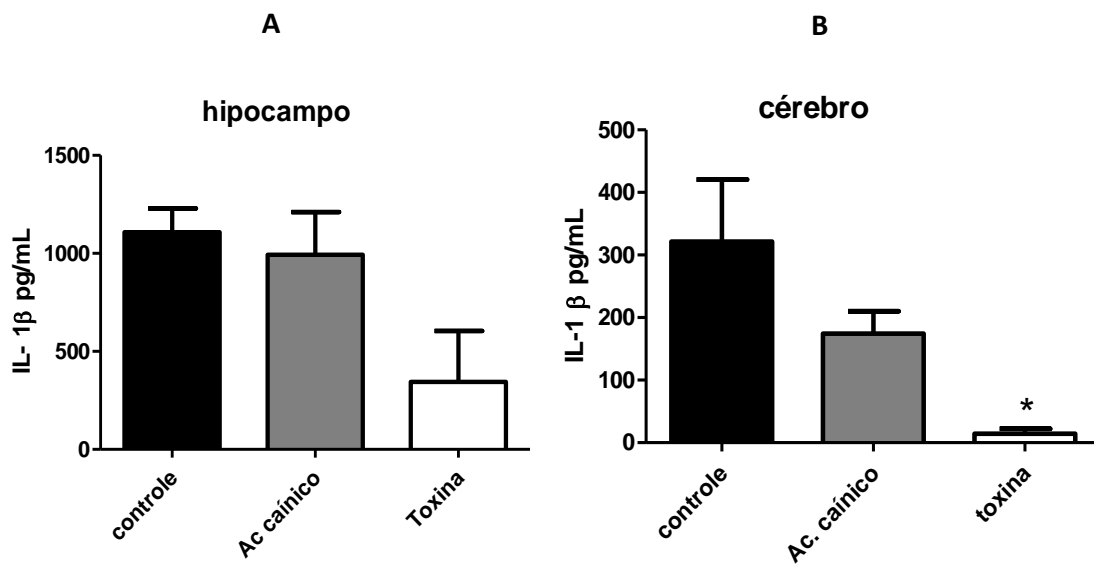 A
B
hipocampo
cérebro
IL- 1β pg/mL
1500
1000
500
0
controle
Ac caínico
Toxina
IL-1 β pg/mL
500
400
300
200
100
0
*
controle
Ac. caínico
toxina